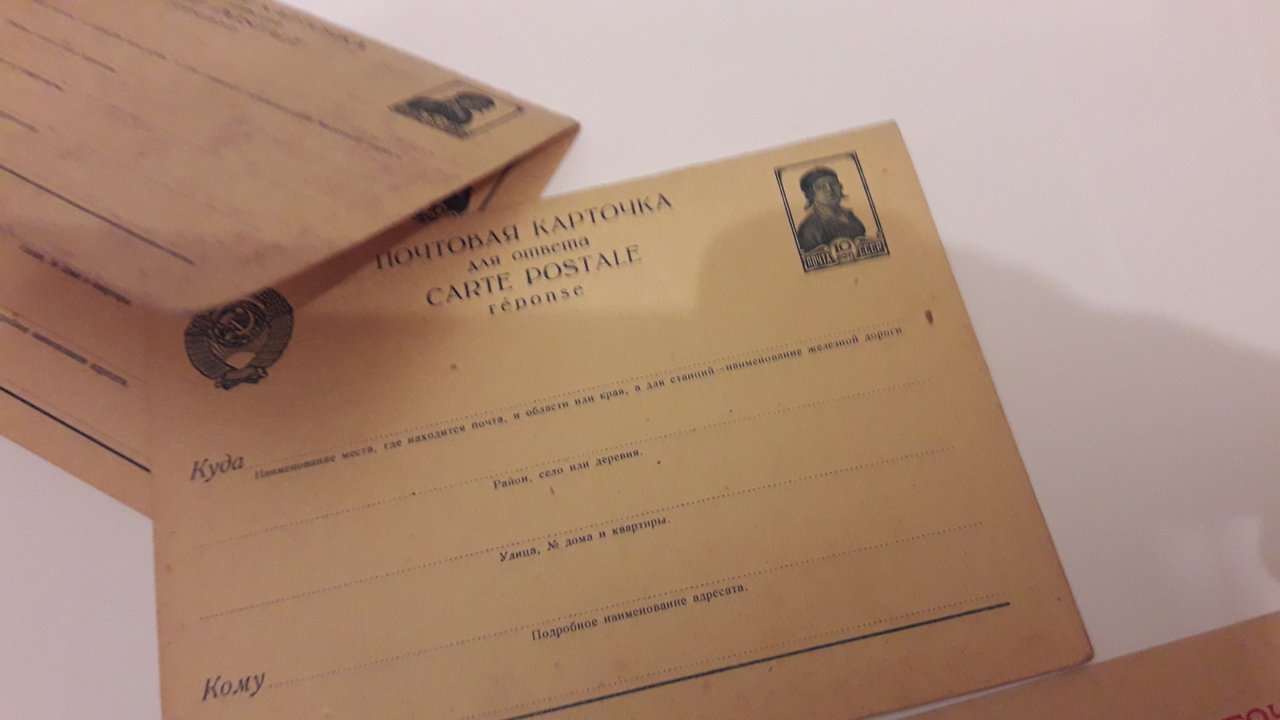 ПОЧТОВАЯ КАРТОЧКА
для ответа
CARTE POSTALE
réponse
10
ПОЧТА СССР
Куда
Наименование места, где находится почта, и области или края, а для станций—наименование железной дороги
Район, село или деревня.
Улица, № дома и квартиры.
Подробное наименование адресата.
Кому